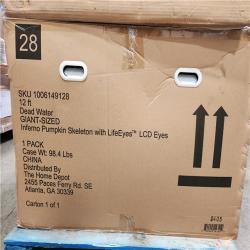 28
SKU 1006149128
12 ft
Dead Water
GIANT-SIZED
Inferno Pumpkin Skeleton with LifeEyes™ LCD Eyes
1 PACK
Case Weight: 98.4 Lbs
CHINA
Distributed By
The Home Depot
2455 Paces Ferry Rd. SE
Atlanta, GA 30339
Carton 1 of 1